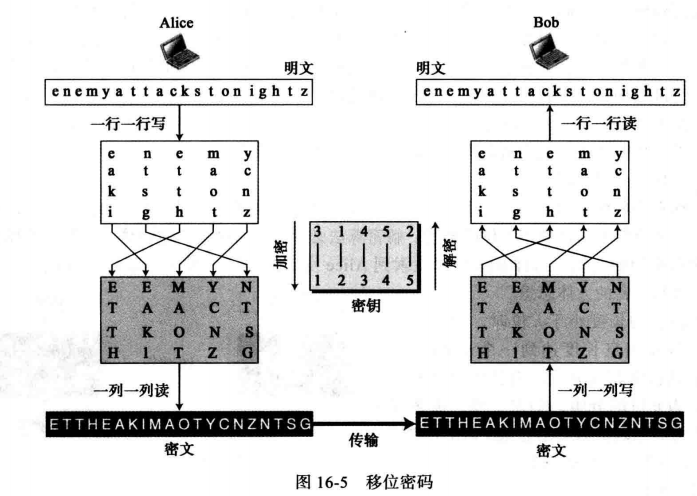 Alice
Bob
明文
明文
e n e m y a t t a c k s t o n i g h t z
e n e m y a t t a c k s t o n i g h t z
一行一行写
一行一行读
e n e m y
a t t a c
k s t o n
i g h t z
e n e m y
a t t a c
k s t o n
i g h t z
加密
3 1 4 5 2
1 2 3 4 5
密钥
解密
E E M Y N
T A A C T
T K O N S
H I T Z G
E E M Y N
T A A C T
T K O N S
H I T Z G
一列一列读
一列一列写
ETTHEAKIMAOTYCNZNTSG
传输
ETTHEAKIMAOTYCNZNTSG
密文
密文
图 16-5 移位密码